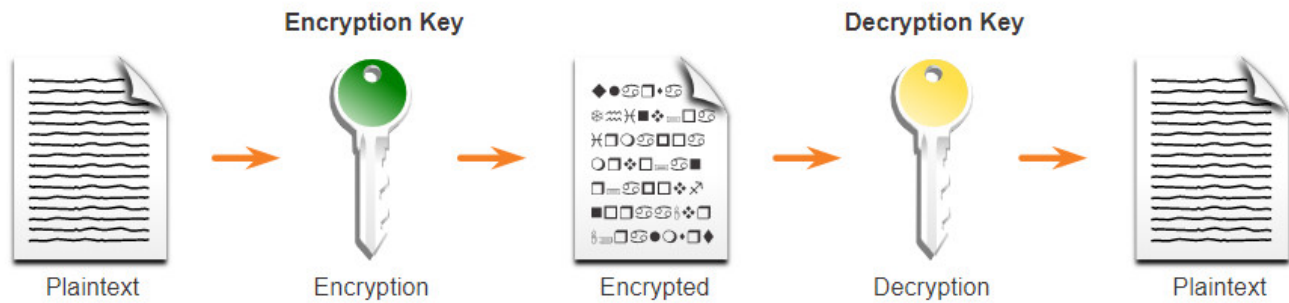 Encryption Key
Decryption Key
Plaintext
Encryption
Encrypted
Decryption
Plaintext